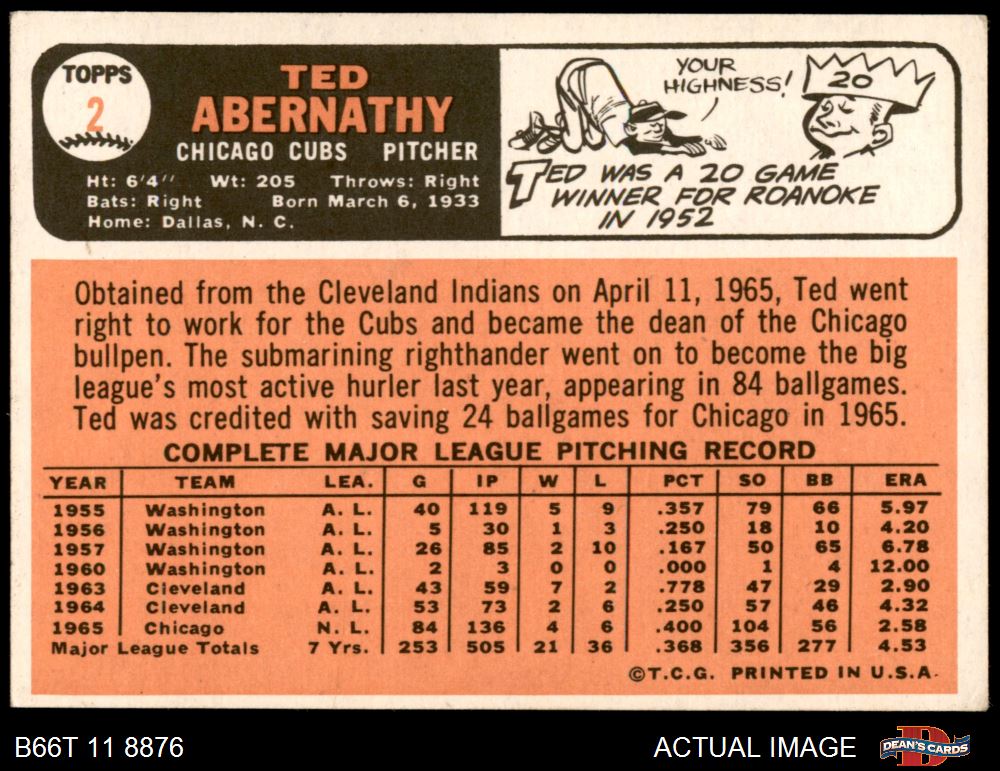 TOPPS
2
TED
ABERNATHY
CHICAGO CUBS PITCHER
Ht: 6'4" Wt: 205 Throws: Right
Bats: Right Born March 6, 1933
Home: Dallas, N. C.
YOUR
HIGHNESS!
20
TED WAS A 20 GAME
WINNER FOR ROANOKE
IN 1952
Obtained from the Cleveland Indians on April 11, 1965, Ted went
right to work for the Cubs and became the dean of the Chicago
bullpen. The submarining righthander went on to become the big
league's most active hurler last year, appearing in 84 ballgames.
Ted was credited with saving 24 ballgames for Chicago in 1965.
COMPLETE MAJOR LEAGUE PITCHING RECORD
YEAR TEAM LEA. G IP W L PCT SO BB ERA
1955 Washington A. L. 40 119 5 9 .357 79 66 5.97
1956 Washington A. L. 5 30 1 3 .250 18 10 4.20
1957 Washington A. L. 26 85 2 10 .167 50 65 6.78
1960 Washington A. L. 2 3 0 0 .000 1 4 12.00
1963 Cleveland A. L. 43 59 7 2 .778 47 29 2.90
1964 Cleveland A. L. 53 73 2 6 .250 57 46 4.32
1965 Chicago N. L. 84 136 4 6 .400 104 56 2.58
Major League Totals 7 Yrs. 253 505 21 36 .368 356 277 4.53
©T.C.G. PRINTED IN U.S.A.
B66T 11 8876
ACTUAL IMAGE
DEAN'S CARDS